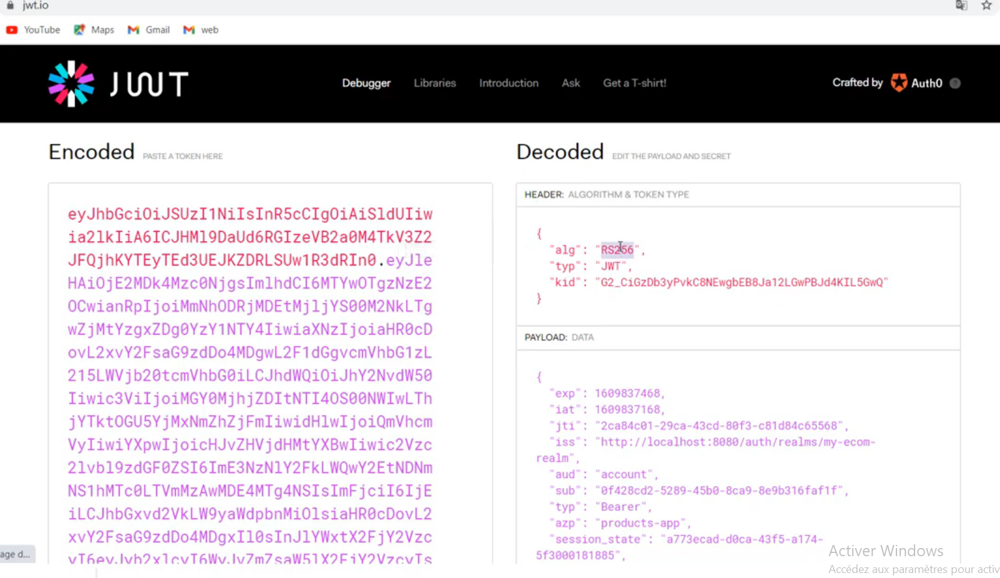 jwt.io
YouTube Maps Gmail web
JWT
Debugger Libraries Introduction Ask Get a T-shirt!
Crafted by Auth0 ?
Encoded PASTE A TOKEN HERE
eyJhbGciOiJSUzI1NiIsInR5cCIgOiAiSldUIiw
ia2lkIiA6ICJHMl9DaUd6RGIzeVB2a0M4TkV3Z2
JFQjhKYTEyTEd3UEJKZDRLSUw1R3dRIn0.eyJle
HAiOjE2MDk4Mzc0NjgsImlhdCI6MTYwOTgzNzE2
OCwianRpIjoiMmNhODRjMDEtMjljYS00M2NkLTg
wZjMtYzgxZDg0YzY1NTY4IiwiaXNzIjoiaHR0cD
ovL2xvY2FsaG9zdDo4MDgwL2F1dGgvcmVhbG1zL
215LWVjb20tcmVhbG0iLCJhdWQiOiJhY2NvdW50
Iiwic3ViIjoiMGY0MjhjZDItNTI4OS00NWIwLTh
jYTktOGU5YjMxNmZhZjFmIiwidHlwIjoiQmVhcm
VyIiwiYXpwIjoicHJvZHVjdHMtYXBwIiwic2Vzc
2lvbl9zdGF0ZSI6ImE3NzNlY2FkLWQwY2EtNDNm
NS1hMTc0LTVmMzAwMDE4MTg4NSIsImFjciI6IjE
iLCJhbGxvd2VkLW9yaWdpbnMiOlsiaHR0cDovL2
xvY2FsaG9zdDo4MDgxIl0sInJlYWxtX2FjY2Vzc
yI6eyJyb2xlcyI6WyJvZmZsaW5lX2FjY2VzcyIs
Decoded EDIT THE PAYLOAD AND SECRET
HEADER: ALGORITHM & TOKEN TYPE
{
"alg": "RS256",
"typ": "JWT",
"kid": "G2_CiGzDb3yPvkC8NEwgbEB8Ja12LGwPBJd4KIL5GwQ"
}
PAYLOAD: DATA
{
"exp": 1609837468,
"iat": 1609837168,
"jti": "2ca84c01-29ca-43cd-80f3-c81d84c65568",
"iss": "http://localhost:8080/auth/realms/my-ecom-
realm",
"aud": "account",
"sub": "0f428cd2-5289-45b0-8ca9-8e9b316faf1f",
"typ": "Bearer",
"azp": "products-app",
"session_state": "a773ecad-d0ca-43f5-a174-
5f3000181885",
age d...
Activer Windows
Accédez aux paramètres pour activ